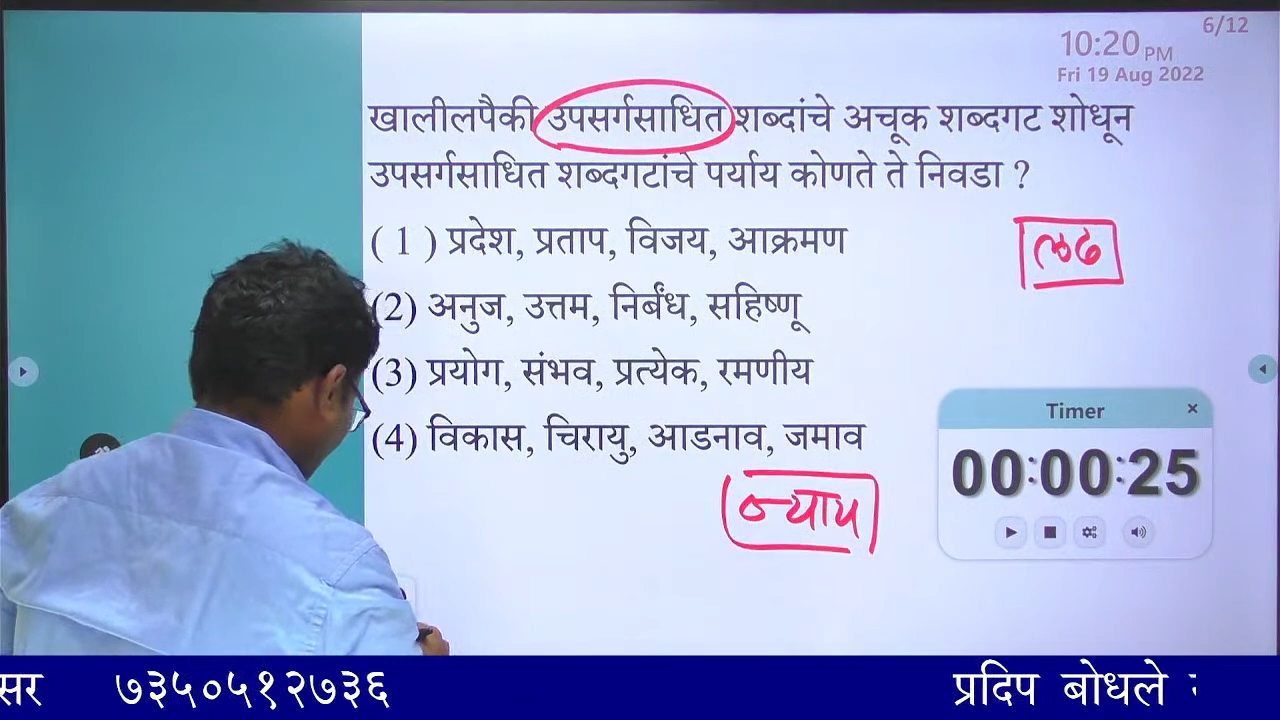 6/12
10:20 PM
Fri 19 Aug 2022
खालीलपैकी उपसर्गसाधित शब्दांचे अचूक शब्दगट शोधून
उपसर्गसाधित शब्दगटांचे पर्याय कोणते ते निवडा ?
( 1 ) प्रदेश, प्रताप, विजय, आक्रमण
(2) अनुज, उत्तम, निर्बंध, सहिष्णू
(3) प्रयोग, संभव, प्रत्येक, रमणीय
(4) विकास, चिरायु, आडनाव, जमाव
लढ
न्याय
Timer
00:00:25
सर ७३५०५१२७३६ प्रदिप बोधले